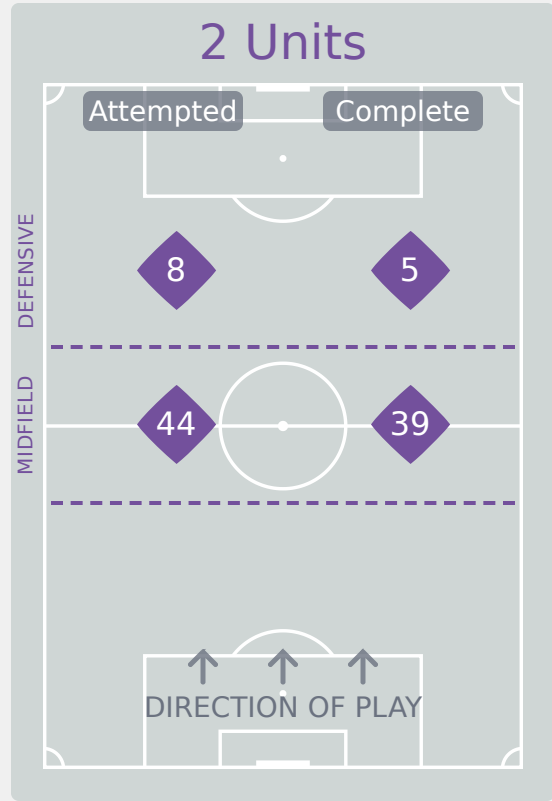 2 Units
Attempted Complete
DEFENSIVE
8 5
MIDFIELD
44 39
DIRECTION OF PLAY